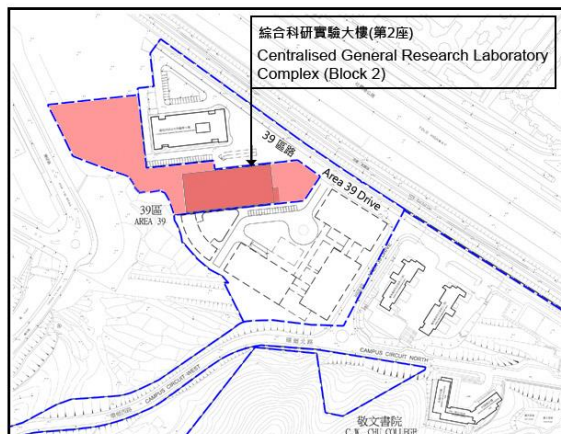 綜合科研實驗大樓(第2座)
Centralised General Research Laboratory
Complex (Block 2)
39 區路
Area 39 Drive
39區
AREA 39
CAMPUS CIRCUIT NORTH
CAMPUS CIRCUIT WEST
敬文書院
C.W. CHU COLLEGE